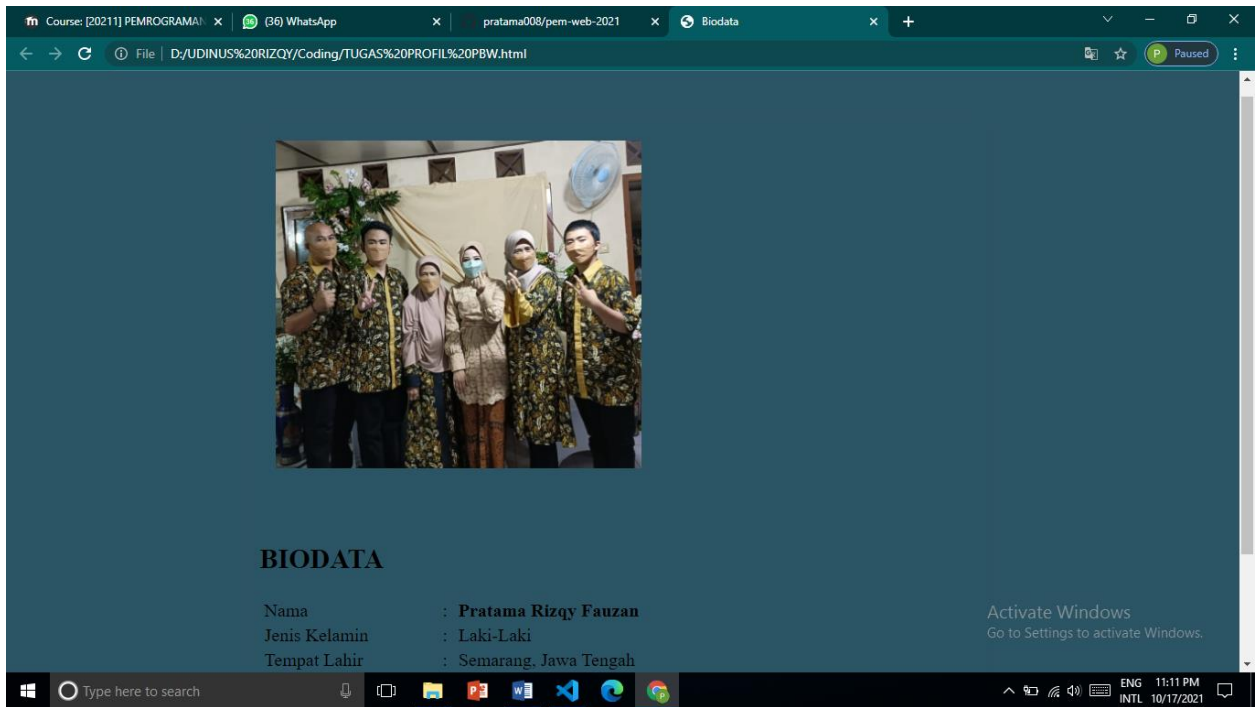 Course: [20211] PEMROGRAMAN
(36) WhatsApp
pratama008/pem-web-2021
Biodata
File
D:/UDINUS%20RIZQY/Coding/TUGAS%20PROFIL%20PBW.html
P
Paused
BIODATA
Nama : Pratama Rizqy Fauzan
Jenis Kelamin : Laki-Laki
Tempat Lahir : Semarang, Jawa Tengah
Activate Windows
Go to Settings to activate Windows.
Type here to search
ENG 11:11 PM
INTL 10/17/2021